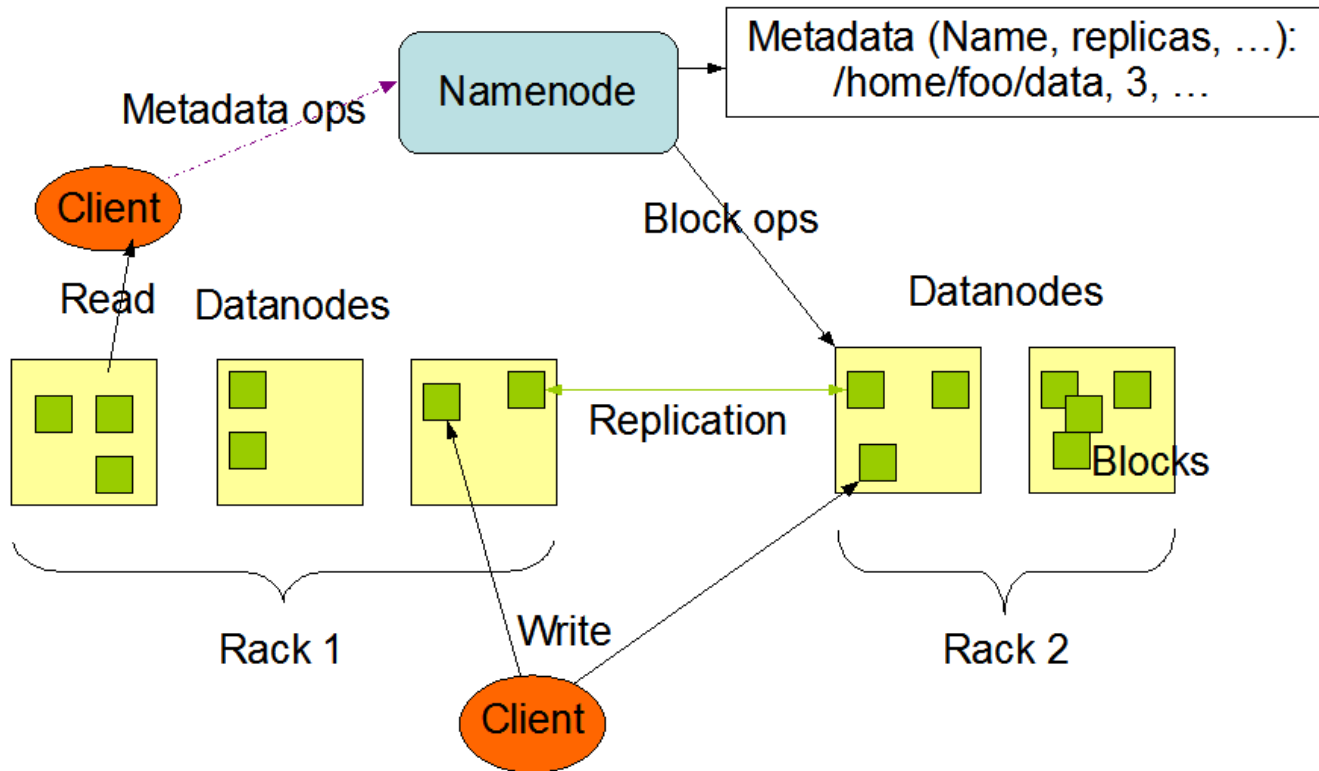 Metadata (Name, replicas, …):
/home/foo/data, 3, …
Namenode
Metadata ops
Client
Block ops
Read
Datanodes
Datanodes
Replication
Blocks
Rack 1
Write
Rack 2
Client